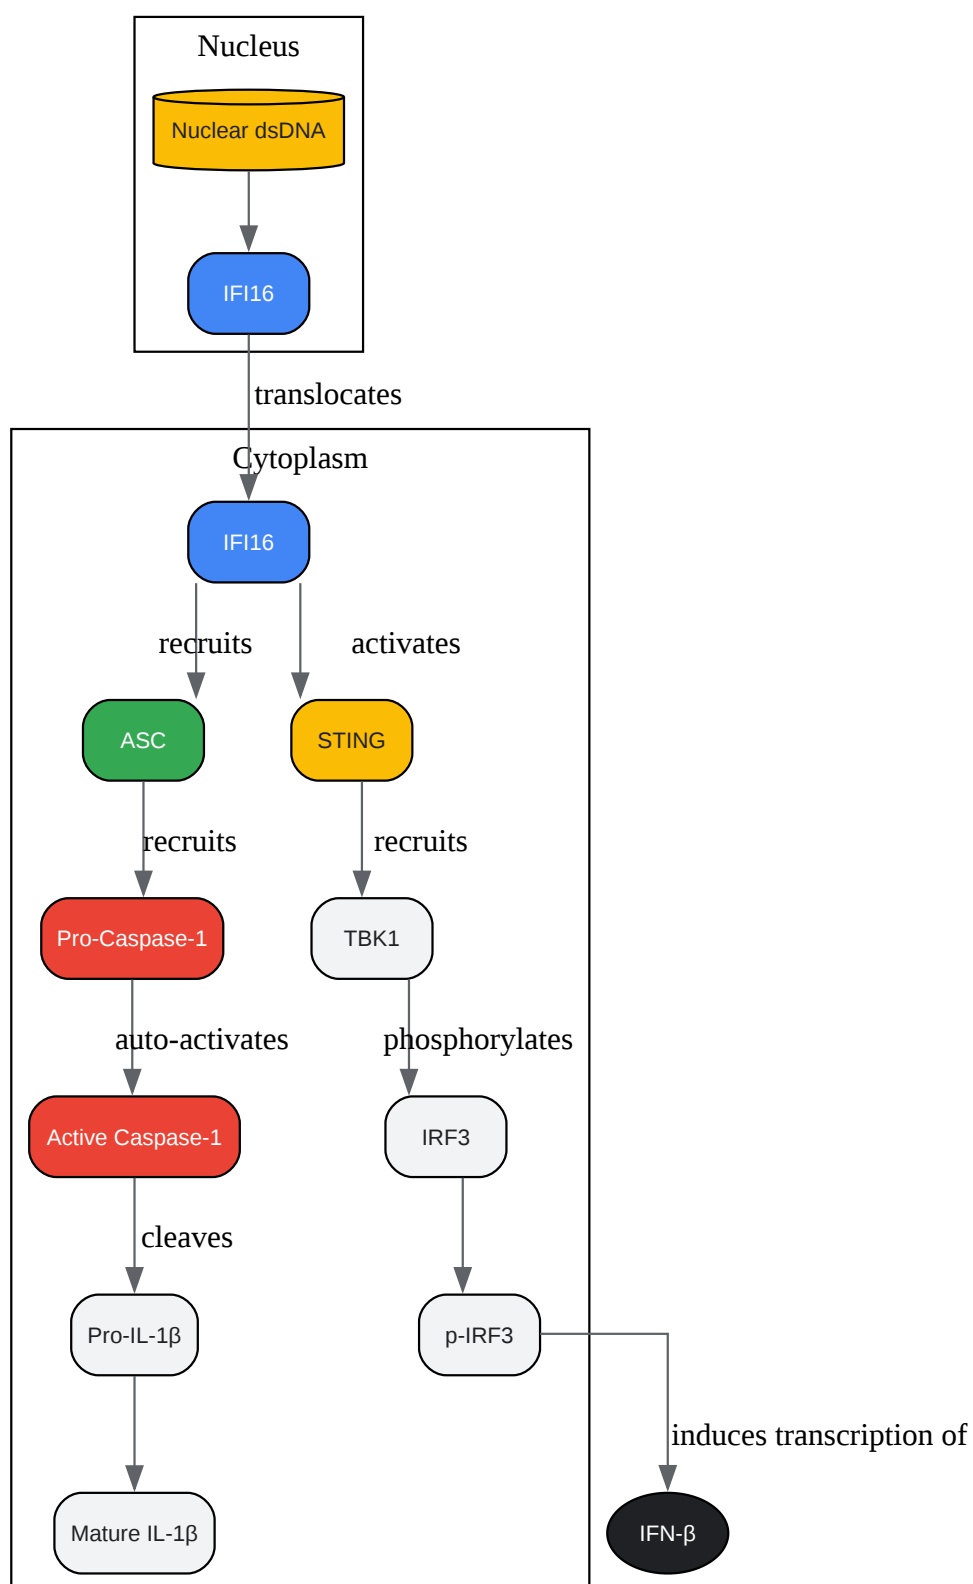 Nucleus
Nuclear dsDNA
IFI16
translocates
Cytoplasm
IFI16
recruits
activates
ASC
STING
recruits
recruits
Pro-Caspase-1
TBK1
auto-activates
phosphorylates
Active Caspase-1
IRF3
cleaves
Pro-IL-1β
p-IRF3
induces transcription of
Mature IL-1β
IFN-β